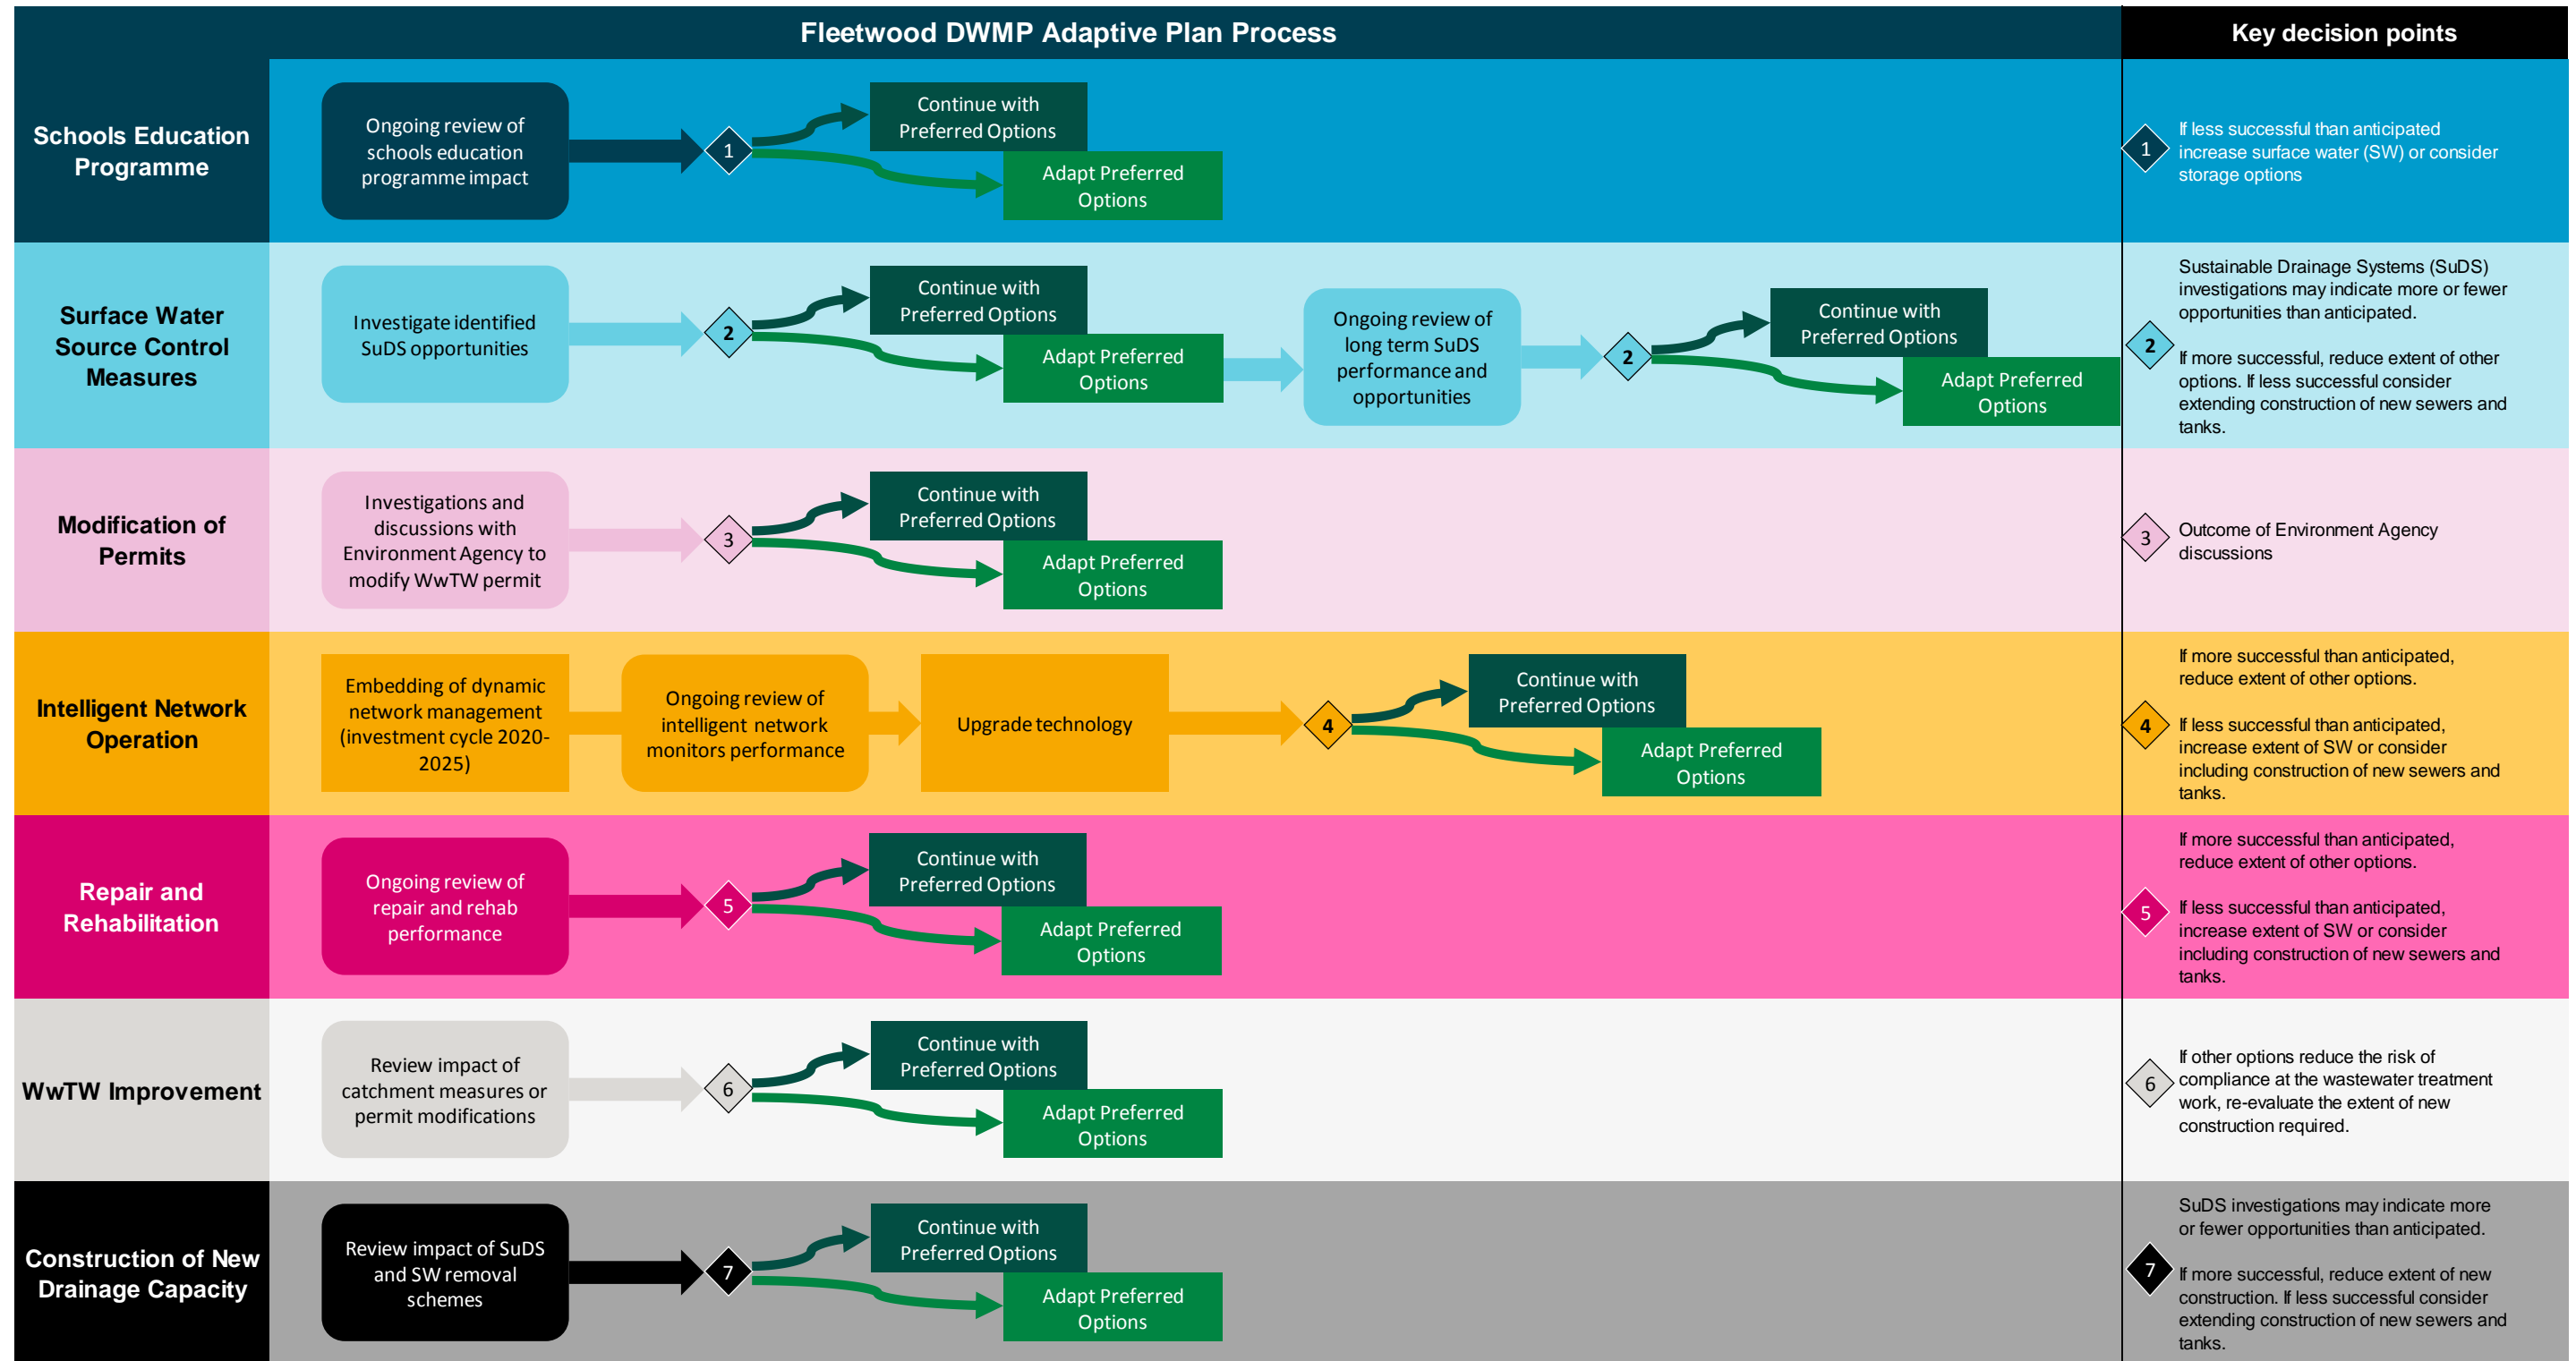 Fleetwood DWMP Adaptive Plan Process
Key decision points
Schools Education
Programme
Ongoing review of
schools education
programme impact
1
Continue with
Preferred Options
Adapt Preferred
Options
1
If less successful than anticipated
increase surface water (SW) or consider
storage options
Surface Water
Source Control
Measures
Investigate identified
SuDS opportunities
2
Continue with
Preferred Options
Adapt Preferred
Options
Ongoing review of
long term SuDS
performance and
opportunities
2
Continue with
Preferred Options
Adapt Preferred
Options
2
Sustainable Drainage Systems (SuDS)
investigations may indicate more or fewer
opportunities than anticipated.
If more successful, reduce extent of other
options. If less successful consider
extending construction of new sewers and
tanks.
Modification of
Permits
Investigations and
discussions with
Environment Agency to
modify WwTW permit
3
Continue with
Preferred Options
Adapt Preferred
Options
3
Outcome of Environment Agency
discussions
Intelligent Network
Operation
Embedding of dynamic
network management
(investment cycle 2020-
2025)
Ongoing review of
intelligent network
monitors performance
Upgrade technology
4
Continue with
Preferred Options
Adapt Preferred
Options
4
If more successful than anticipated,
reduce extent of other options.
If less successful than anticipated,
increase extent of SW or consider
including construction of new sewers and
tanks.
Repair and
Rehabilitation
Ongoing review of
repair and rehab
performance
5
Continue with
Preferred Options
Adapt Preferred
Options
5
If more successful than anticipated,
reduce extent of other options.
If less successful than anticipated,
increase extent of SW or consider
including construction of new sewers and
tanks.
WwTW Improvement
Review impact of
catchment measures or
permit modifications
6
Continue with
Preferred Options
Adapt Preferred
Options
6
If other options reduce the risk of
compliance at the wastewater treatment
work, re-evaluate the extent of new
construction required.
Construction of New
Drainage Capacity
Review impact of SuDS
and SW removal
schemes
7
Continue with
Preferred Options
Adapt Preferred
Options
7
SuDS investigations may indicate more
or fewer opportunities than anticipated.
If more successful, reduce extent of new
construction. If less successful consider
extending construction of new sewers and
tanks.